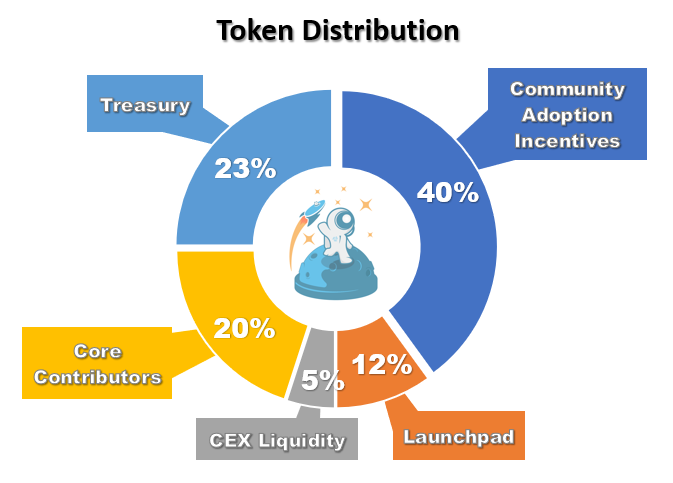 Token Distribution
Treasury
Community
Adoption
Incentives
23%
40%
20%
5%
12%
Core
Contributors
CEX Liquidity
Launchpad